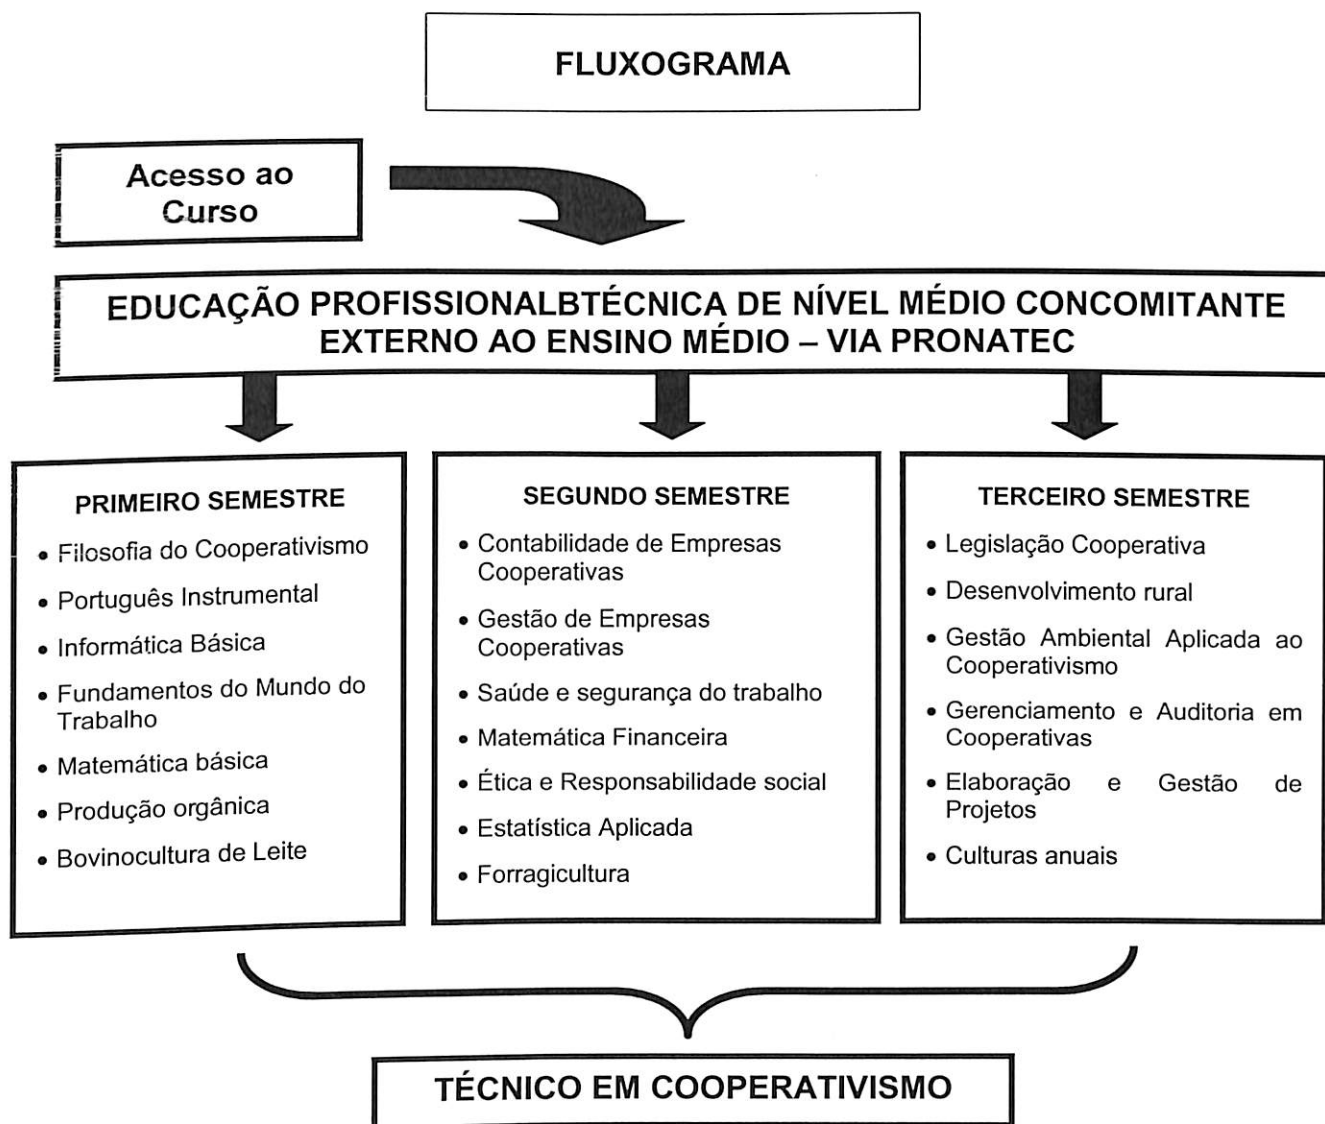 FLUXOGRAMA
Acesso ao
Curso
EDUCAÇÃO PROFISSIONALBTÉCNICA DE NÍVEL MÉDIO CONCOMITANTE
EXTERNO AO ENSINO MÉDIO – VIA PRONATEC
PRIMEIRO SEMESTRE
• Filosofia do Cooperativismo
• Português Instrumental
• Informática Básica
• Fundamentos do Mundo do
Trabalho
• Matemática básica
• Produção orgânica
• Bovinocultura de Leite
SEGUNDO SEMESTRE
• Contabilidade de Empresas
Cooperativas
• Gestão de Empresas
Cooperativas
• Saúde e segurança do trabalho
• Matemática Financeira
• Ética e Responsabilidade social
• Estatística Aplicada
• Forragicultura
TERCEIRO SEMESTRE
• Legislação Cooperativa
• Desenvolvimento rural
• Gestão Ambiental Aplicada ao
Cooperativismo
• Gerenciamento e Auditoria em
Cooperativas
• Elaboração e Gestão de
Projetos
• Culturas anuais
TÉCNICO EM COOPERATIVISMO